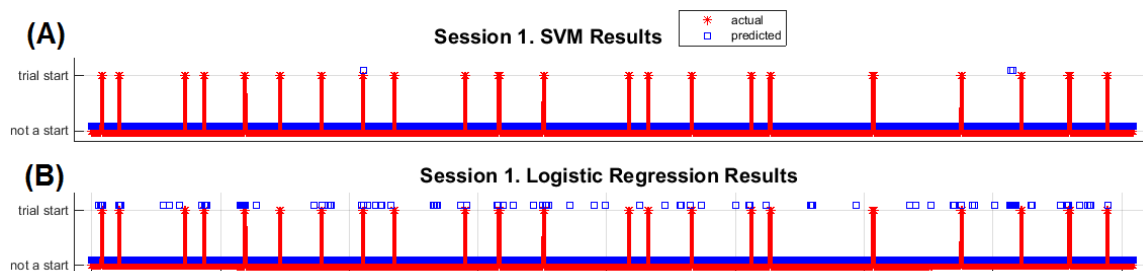 (A)
Session 1. SVM Results
actual
predicted
trial start
not a start
(B)
Session 1. Logistic Regression Results
trial start
not a start